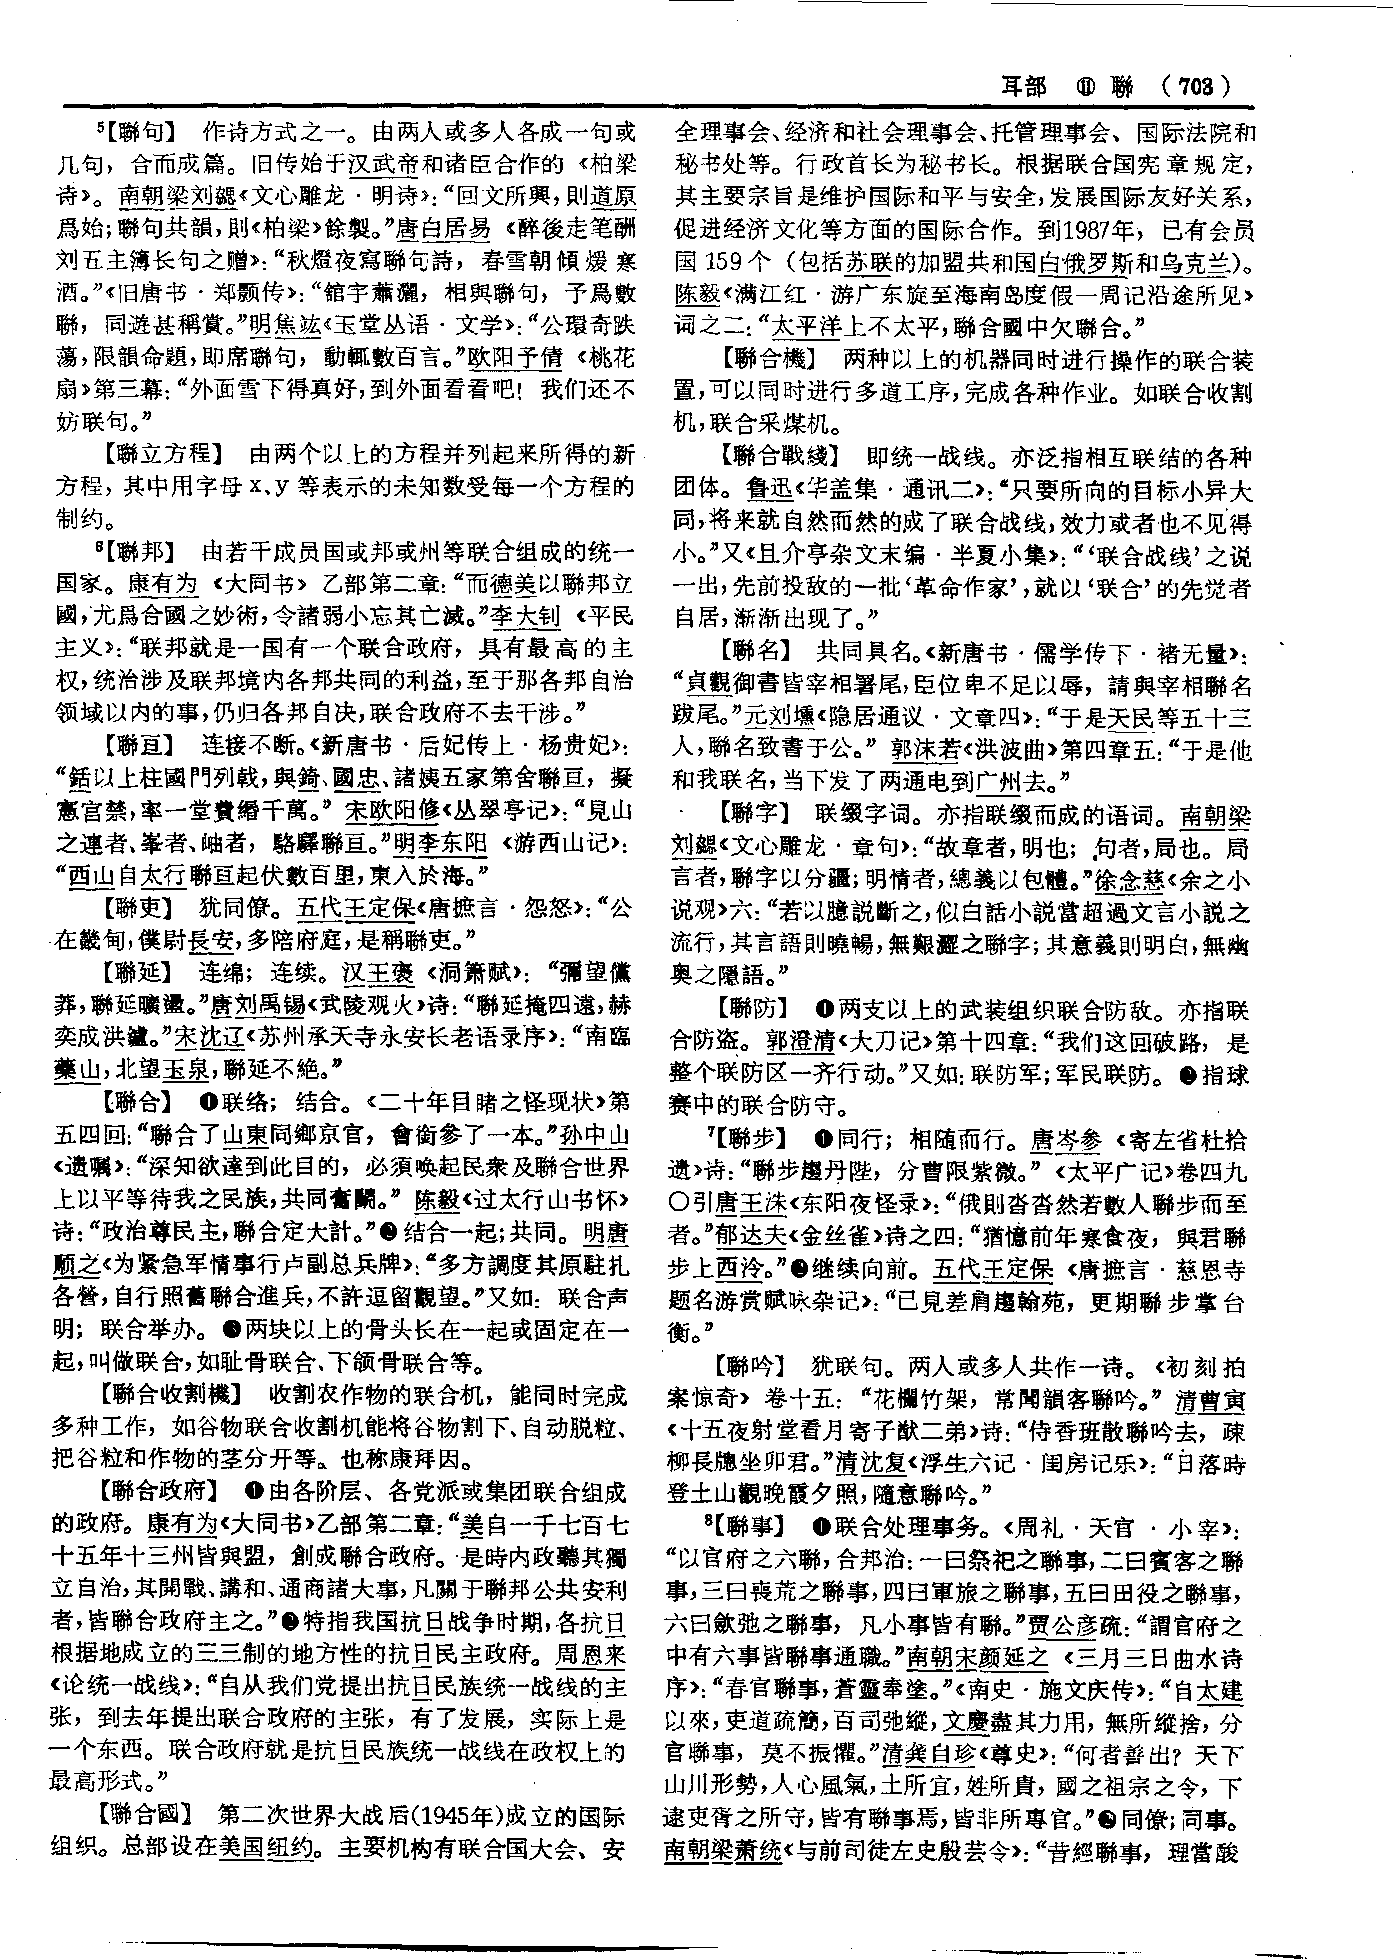 耳部 ⑪ 聯 （703）
⁵【聯句】 作诗方式之一。由两人或多人各成一句或
几句，合而成篇。旧传始于汉武帝和诸臣合作的《柏梁
诗》。南朝梁刘勰《文心雕龙·明诗》：“回文所興，則道原
爲始；聯句共韻，則《柏梁》餘製。”唐白居易《醉後走笔酬
刘五主簿长句之赠》：“秋燈夜寫聯句詩，春雪朝傾煖寒
酒。”《旧唐书·郑颢传》：“館宇蕭灑，相與聯句，予爲數
聯，同遊甚稱賞。”明焦竑《玉堂丛语·文学》：“公環奇跌
蕩，限韻命題，即席聯句，動輒數百言。”欧阳予倩《桃花
扇》第三幕：“外面雪下得真好，到外面看看吧！我们还不
妨联句。”
【聯立方程】 由两个以上的方程并列起来所得的新
方程，其中用字母x、y等表示的未知数受每一个方程的
制约。
⁶【聯邦】 由若干成员国或邦或州等联合组成的统一
国家。康有为《大同书》乙部第二章：“而德美以聯邦立
國，尤爲合國之妙術，令諸弱小忘其亡滅。”李大钊《平民
主义》：“联邦就是一国有一个联合政府，具有最高的主
权，统治涉及联邦境内各邦共同的利益，至于那各邦自治
领域以内的事，仍归各邦自决，联合政府不去干涉。”
【聯亘】 连接不断。《新唐书·后妃传上·杨贵妃》：
“銛以上柱國門列戟，與錡、國忠、諸姨五家第舍聯亘，擬
憲宫禁，率一堂費緡千萬。”宋欧阳修《丛翠亭记》：“見山
之連者、峯者、岫者，駱驛聯亘。”明李东阳《游西山记》：
“西山自太行聯亘起伏數百里，東入於海。”
【聯吏】 犹同僚。五代王定保《唐摭言·怨怒》：“公
在畿甸，僕尉長安，多陪府庭，是稱聯吏。”
【聯延】 连绵；连续。汉王褒《洞箫赋》：“彌望儻
莽，聯延曠盪。”唐刘禹锡《武陵观火》诗：“聯延掩四遠，赫
奕成洪鑪。”宋沈辽《苏州承天寺永安长老语录序》：“南臨
藥山，北望玉泉，聯延不絶。”
【聯合】 ❶联络；结合。《二十年目睹之怪现状》第
五四回：“聯合了山東同鄉京官，會銜參了一本。”孙中山
《遗嘱》：“深知欲達到此目的，必須唤起民衆及聯合世界
上以平等待我之民族，共同奮鬭。”陈毅《过太行山书怀》
诗：“政治尊民主，聯合定大計。”❷结合一起；共同。明唐
顺之《为紧急军情事行卢副总兵牌》：“多方調度其原駐扎
各營，自行照舊聯合進兵，不許逗留觀望。”又如：联合声
明；联合举办。❸两块以上的骨头长在一起或固定在一
起，叫做联合，如耻骨联合、下颌骨联合等。
【聯合收割機】 收割农作物的联合机，能同时完成
多种工作，如谷物联合收割机能将谷物割下、自动脱粒、
把谷粒和作物的茎分开等。也称康拜因。
【聯合政府】 ❶由各阶层、各党派或集团联合组成
的政府。康有为《大同书》乙部第二章：“美自一千七百七
十五年十三州皆與盟，創成聯合政府。是時内政聽其獨
立自治，其開戰、講和、通商諸大事，凡關于聯邦公共安利
者，皆聯合政府主之。”❷特指我国抗日战争时期，各抗日
根据地成立的三三制的地方性的抗日民主政府。周恩来
《论统一战线》：“自从我们党提出抗日民族统一战线的主
张，到去年提出联合政府的主张，有了发展，实际上是
一个东西。联合政府就是抗日民族统一战线在政权上的
最高形式。”
【聯合國】 第二次世界大战后（1945年）成立的国际
组织。总部设在美国纽约。主要机构有联合国大会、安
全理事会、经济和社会理事会、托管理事会、国际法院和
秘书处等。行政首长为秘书长。根据联合国宪章规定，
其主要宗旨是维护国际和平与安全，发展国际友好关系，
促进经济文化等方面的国际合作。到1987年，已有会员
国159个（包括苏联的加盟共和国白俄罗斯和乌克兰）。
陈毅《满江红·游广东旋至海南岛度假一周记沿途所见》
词之二：“太平洋上不太平，聯合國中欠聯合。”
【聯合機】 两种以上的机器同时进行操作的联合装
置，可以同时进行多道工序，完成各种作业。如联合收割
机，联合采煤机。
【聯合戰綫】 即统一战线。亦泛指相互联结的各种
团体。鲁迅《华盖集·通讯二》：“只要所向的目标小异大
同，将来就自然而然的成了联合战线，效力或者也不见得
小。”又《且介亭杂文末编·半夏小集》：“‘联合战线’之说
一出，先前投敌的一批‘革命作家’，就以‘联合’的先觉者
自居，渐渐出现了。”
【聯名】 共同具名。《新唐书·儒学传下·褚无量》：
“貞觀御書皆宰相署尾，臣位卑不足以辱，請與宰相聯名
跋尾。”元刘壎《隐居通议·文章四》：“于是天民等五十三
人，聯名致書于公。”郭沫若《洪波曲》第四章五：“于是他
和我联名，当下发了两通电到广州去。”
【聯字】 联缀字词。亦指联缀而成的语词。南朝梁
刘勰《文心雕龙·章句》：“故章者，明也；句者，局也。局
言者，聯字以分疆；明情者，總義以包體。”徐念慈《余之小
说观》六：“若以臆説斷之，似白話小説當超過文言小説之
流行，其言語則曉暢，無艱澀之聯字；其意義則明白，無幽
奥之隱語。”
【聯防】 ❶两支以上的武装组织联合防敌。亦指联
合防盗。郭澄清《大刀记》第十四章：“我们这回破路，是
整个联防区一齐行动。”又如：联防军；军民联防。❷指球
赛中的联合防守。
⁷【聯步】 ❶同行；相随而行。唐岑参《寄左省杜拾
遗》诗：“聯步趨丹陛，分曹限紫微。”《太平广记》卷四九
〇引唐王洙《东阳夜怪录》：“俄則沓沓然若數人聯步而至
者。”郁达夫《金丝雀》诗之四：“猶憶前年寒食夜，與君聯
步上西泠。”❷继续向前。五代王定保《唐摭言·慈恩寺
题名游赏赋咏杂记》：“已見差肩趨翰苑，更期聯步掌台
衡。”
【聯吟】 犹联句。两人或多人共作一诗。《初刻拍
案惊奇》卷十五：“花欄竹架，常聞韻客聯吟。”清曹寅
《十五夜射堂看月寄子猷二弟》诗：“侍香班散聯吟去，疎
柳長牕坐卯君。”清沈复《浮生六记·闺房记乐》：“日落時
登土山觀晚霞夕照，隨意聯吟。”
⁸【聯事】 ❶联合处理事务。《周礼·天官·小宰》：
“以官府之六聯，合邦治：一曰祭祀之聯事，二曰賓客之聯
事，三曰喪荒之聯事，四曰軍旅之聯事，五曰田役之聯事，
六曰斂弛之聯事，凡小事皆有聯。”贾公彦疏：“謂官府之
中有六事皆聯事通職。”南朝宋颜延之《三月三日曲水诗
序》：“春官聯事，蒼靈奉塗。”《南史·施文庆传》：“自太建
以來，吏道疏簡，百司弛縱，文慶盡其力用，無所縱捨，分
官聯事，莫不振懼。”清龚自珍《尊史》：“何者善出？天下
山川形勢，人心風氣，土所宜，姓所貴，國之祖宗之令，下
逮吏胥之所守，皆有聯事焉，皆非所專官。”❷同僚；同事。
南朝梁萧统《与前司徒左史殷芸令》：“昔經聯事，理當酸